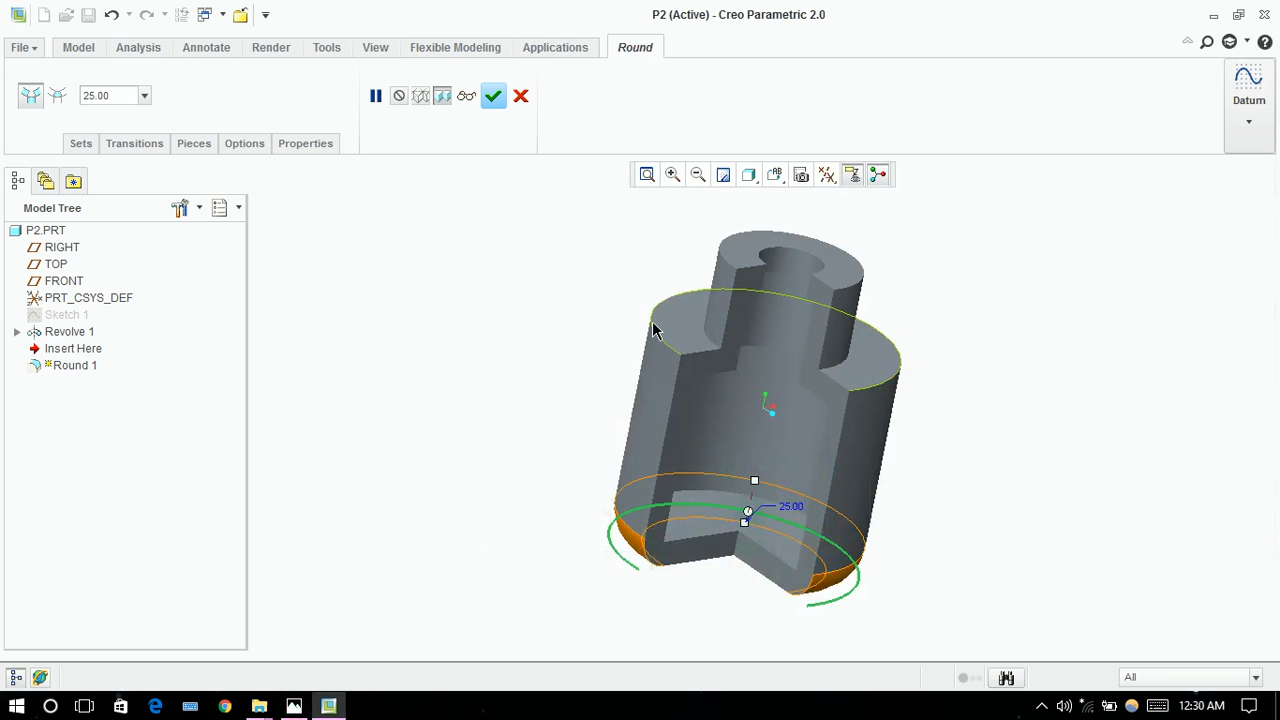 P2 (Active) - Creo Parametric 2.0
File Model Analysis Annotate Render Tools View Flexible Modeling Applications Round
25.00
Datum
Sets Transitions Pieces Options Properties
Model Tree
P2.PRT
RIGHT
TOP
FRONT
PRT_CSYS_DEF
Sketch 1
Revolve 1
Insert Here
Round 1
25.00
All
12:30 AM